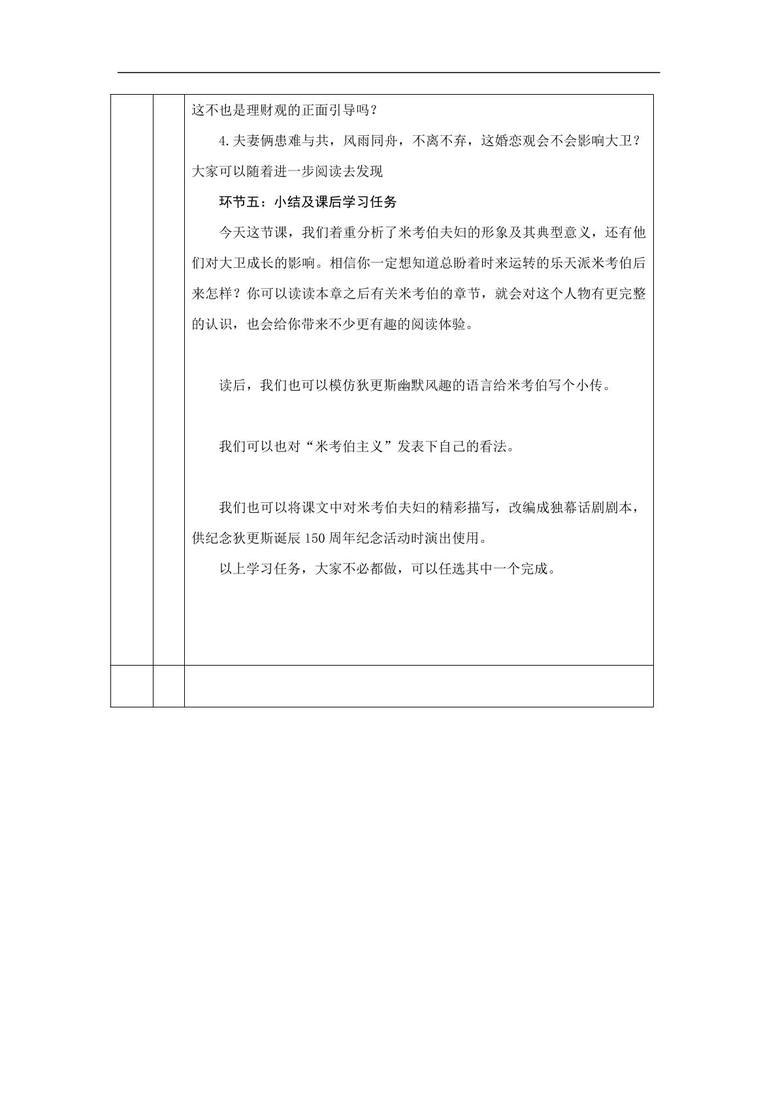 这不也是理财观的正面引导吗？
4.夫妻俩患难与共，风雨同舟，不离不弃，这婚恋观会不会影响大卫？
大家可以随着进一步阅读去发现
环节五：小结及课后学习任务
今天这节课，我们着重分析了米考伯夫妇的形象及其典型意义，还有他
们对大卫成长的影响。相信你一定想知道总盼着时来运转的乐天派米考伯后
来怎样？你可以读读本章之后有关米考伯的章节，就会对这个人物有更完整
的认识，也会给你带来不少更有趣的阅读体验。
读后，我们也可以模仿狄更斯幽默风趣的语言给米考伯写个小传。
我们可以也对“米考伯主义”发表下自己的看法。
我们也可以将课文中对米考伯夫妇的精彩描写，改编成独幕话剧剧本，
供纪念狄更斯诞辰 150 周年纪念活动时演出使用。
以上学习任务，大家不必都做，可以任选其中一个完成。